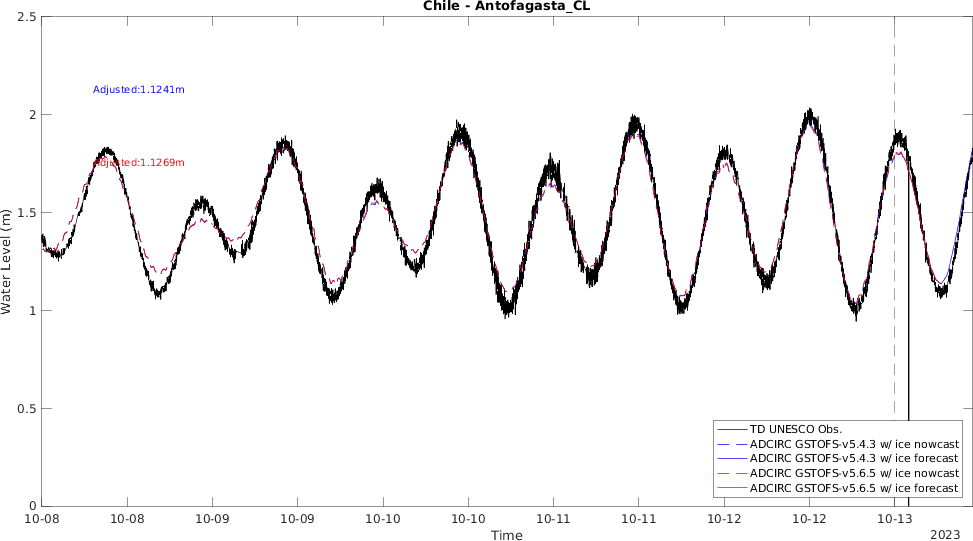 Chile - Antofagasta_CL
2.5
Adjusted:1.1241m
2
Adjusted:1.1269m
1.5
Water Level (m)
1
0.5
TD UNESCO Obs.
ADCIRC GSTOFS-v5.4.3 w/ ice nowcast
ADCIRC GSTOFS-v5.4.3 w/ ice forecast
ADCIRC GSTOFS-v5.6.5 w/ ice nowcast
ADCIRC GSTOFS-v5.6.5 w/ ice forecast
0
10-08 10-08 10-09 10-09 10-10 10-10 10-11 10-11 10-12 10-12 10-13
Time
2023